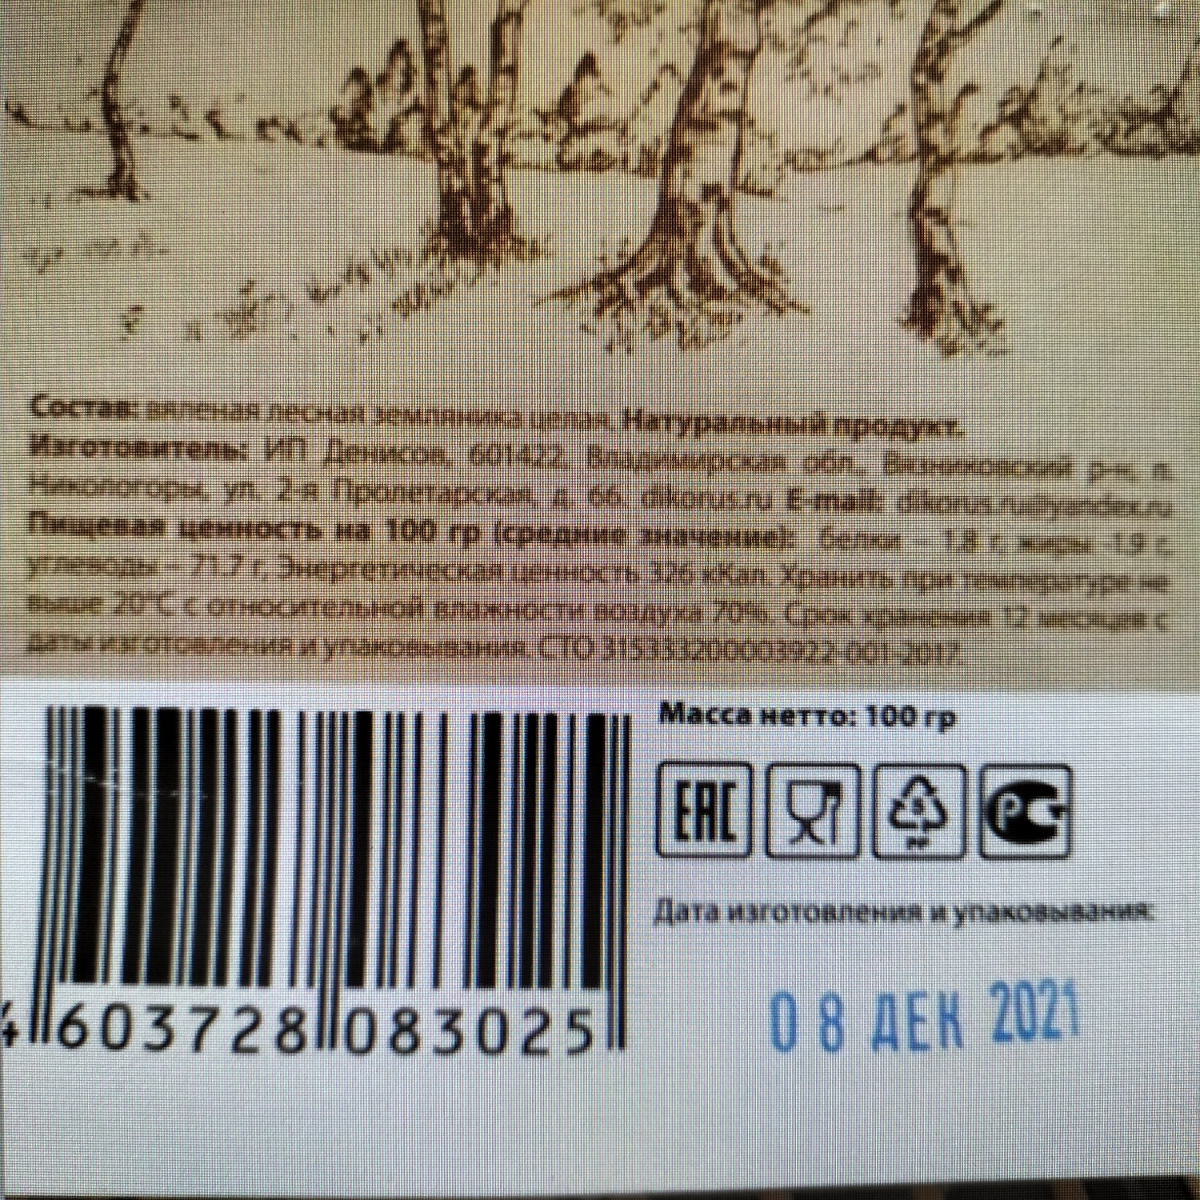 Состав: вяленая лесная земляника целая. Натуральный продукт.
Изготовитель: ИП Денисов, 601422, Владимирская обл., Вязниковский р-н, п.
Никологоры, ул. 2-я Пролетарская, д. 66. dikorus.ru E-mail: dikorus.ru@yandex.ru
Пищевая ценность на 100 гр (средние значение): белки – 1,8 г, жиры -1,9 г,
углеводы – 71,7 г, Энергетическая ценность 326 кКал. Хранить при температуре не
выше 20°С с относительной влажности воздуха 70%. Срок хранения 12 месяцев с
даты изготовления и упаковывания. СТО 315333200003922-001-2017.
Масса нетто: 100 гр
EAC
5
PP
Дата изготовления и упаковывания:
08 ДЕК 2021
4 603728 083025